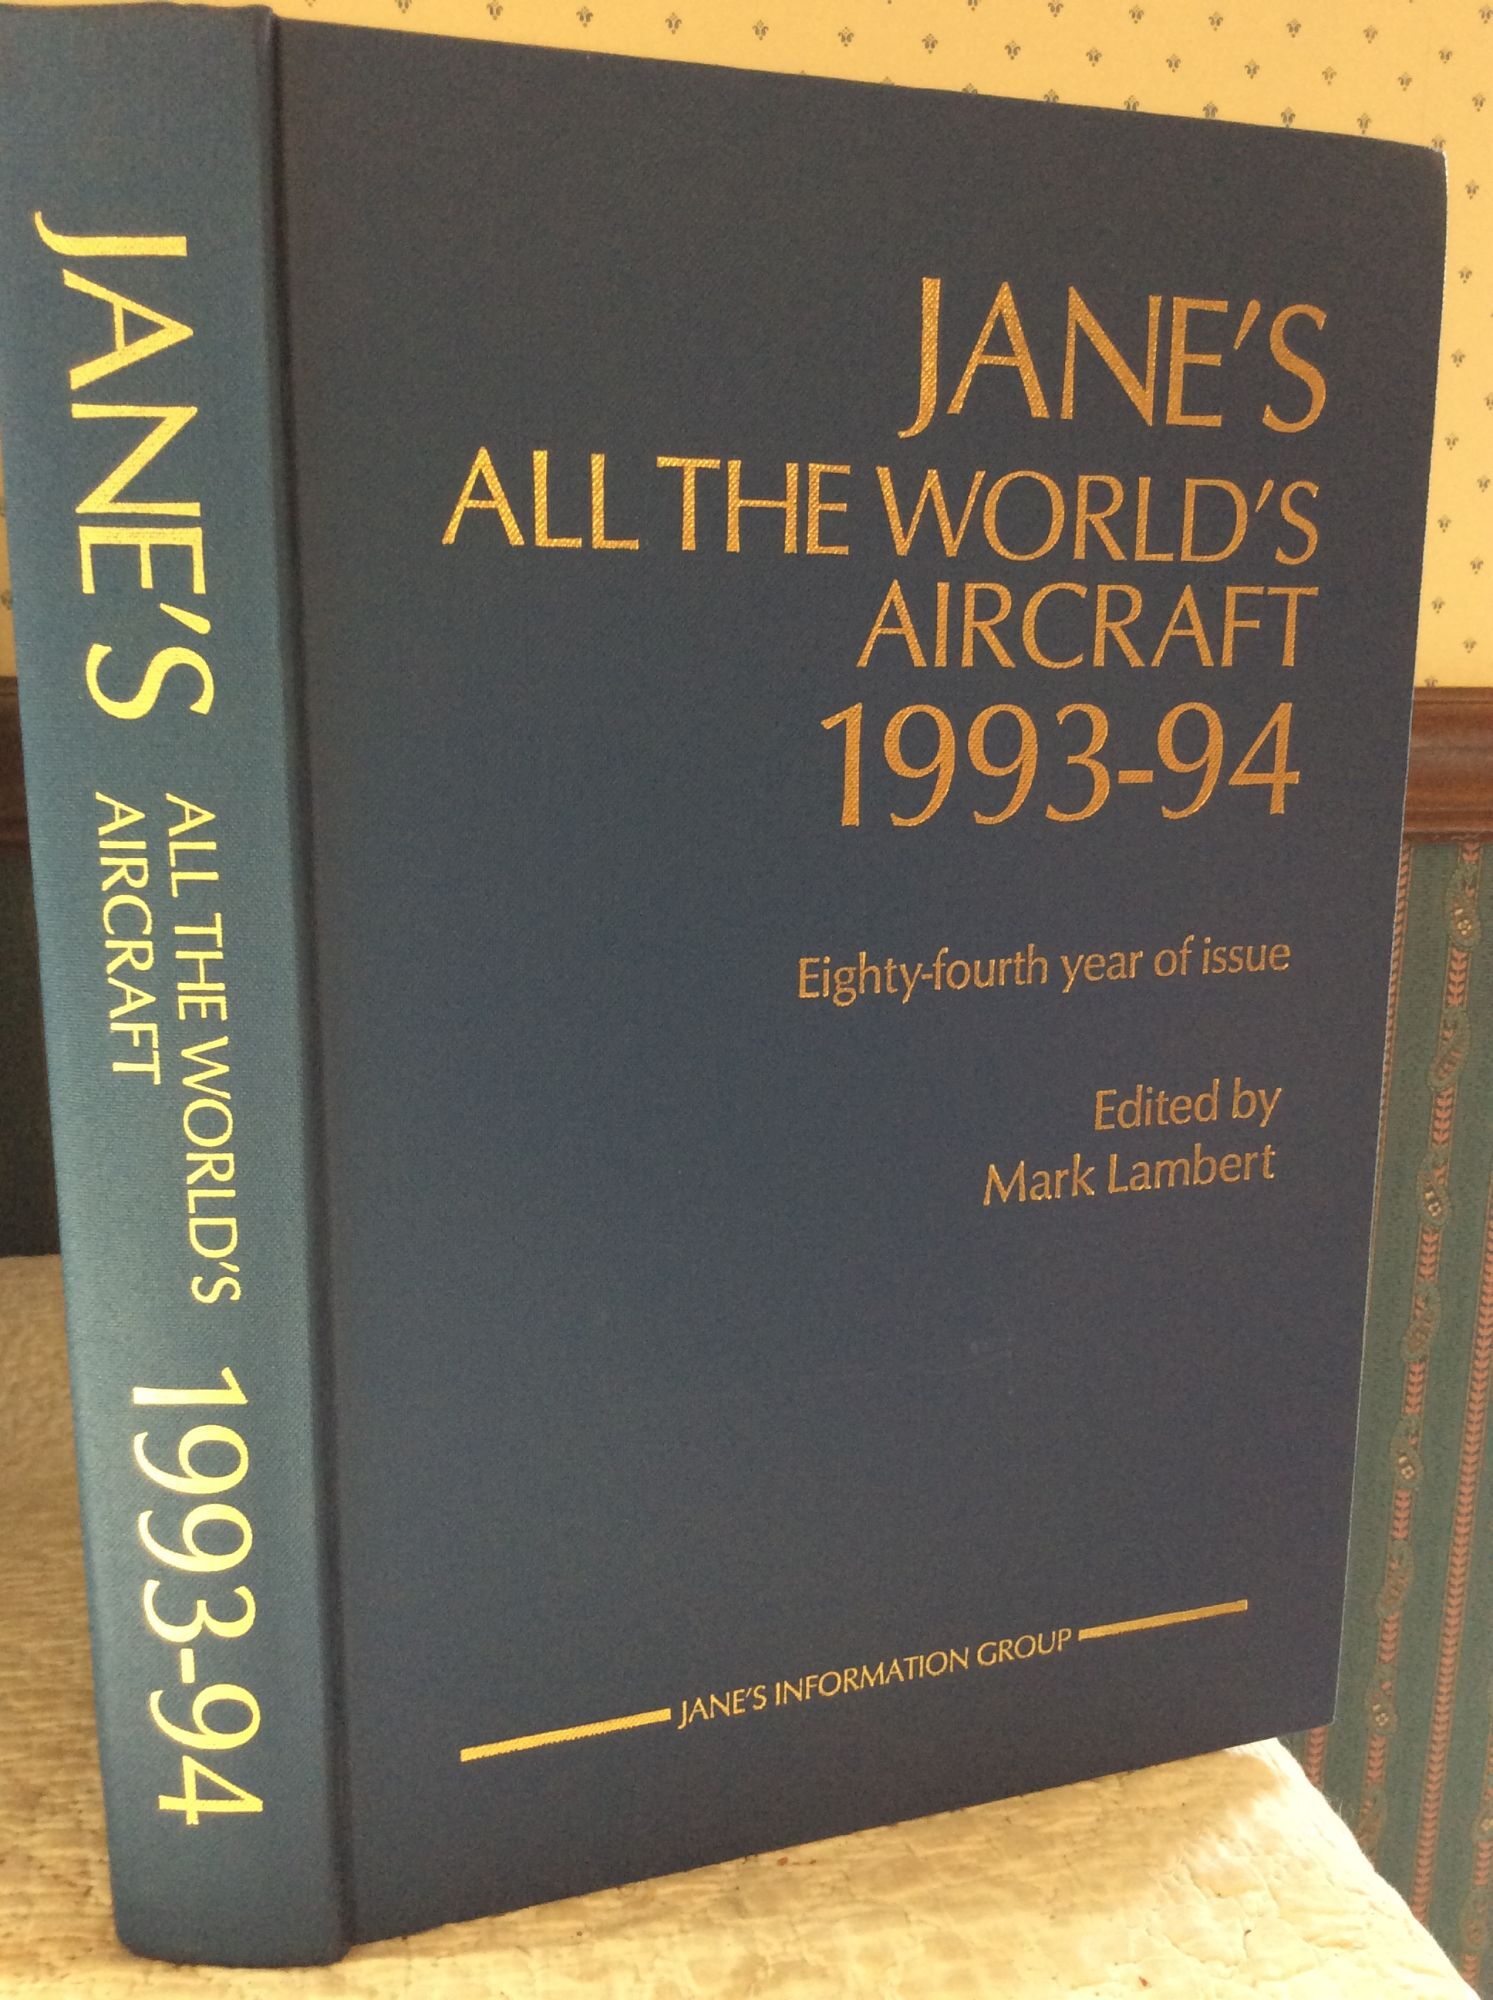 JANE'S
ALL THE WORLD'S
AIRCRAFT
1993-94
JANE'S
ALL THE WORLD'S
AIRCRAFT
1993-94
Eighty-fourth year of issue
Edited by
Mark Lambert
JANE'S INFORMATION GROUP